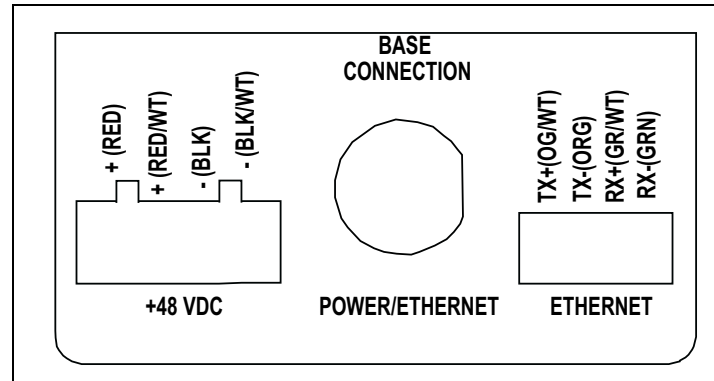 BASE
CONNECTION
+ (RED)
+ (RED/WT)
- (BLK)
- (BLK/WT)
TX+(OG/WT)
TX-(ORG)
RX+(GR/WT)
RX-(GRN)
+48 VDC
POWER/ETHERNET
ETHERNET